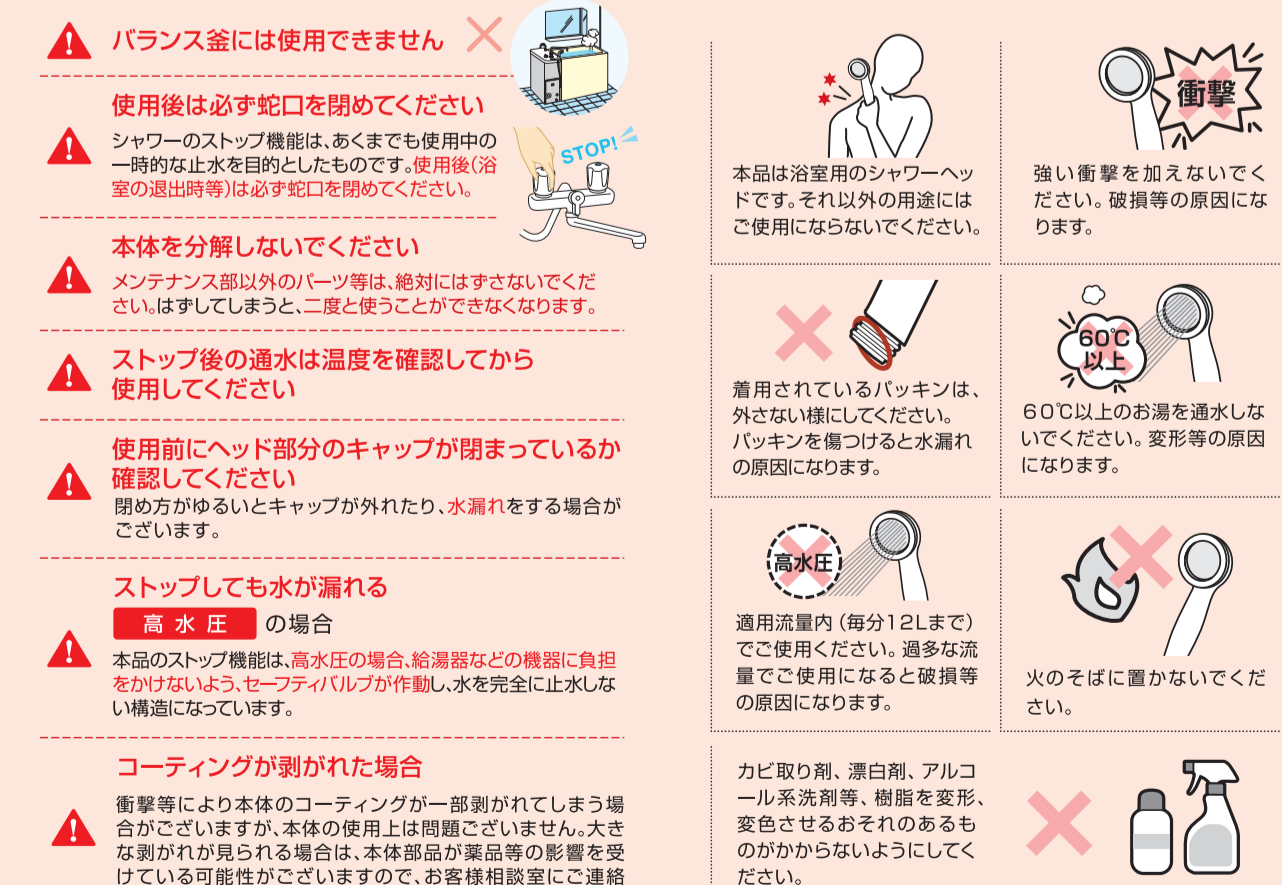 バランス釜には使用できません
使用後は必ず蛇口を閉めてください
シャワーのストップ機能は、あくまでも使用中の
一時的な止水を目的としたものです。使用後(浴
室の退出時等)は必ず蛇口を閉めてください。
STOP!
本体を分解しないでください
メンテナンス部以外のパーツ等は、絶対にはずさないでくだ
さい。はずしてしまうと、二度と使うことができなくなります。
ストップ後の通水は温度を確認してから
使用してください
使用前にヘッド部分のキャップが閉まっているか
確認してください
閉め方がゆるいとキャップが外れたり、水漏れをする場合が
ございます。
ストップしても水が漏れる
高水圧 の場合
本品のストップ機能は、高水圧の場合、給湯器などの機器に負担
をかけないよう、セーフティバルブが作動し、水を完全に止水しな
い構造になっています。
コーティングが剥がれた場合
衝撃等により本体のコーティングが一部剥がれてしまう場
合がございますが、本体の使用上は問題ございません。大き
な剥がれが見られる場合は、本体部品が薬品等の影響を受
けている可能性がございますので、お客様相談室にご連絡
本品は浴室用のシャワーヘッ
ドです。それ以外の用途には
ご使用にならないでください。
衝撃
強い衝撃を加えないでく
ださい。破損等の原因にな
ります。
着用されているパッキンは、
外さない様にしてください。
パッキンを傷つけると水漏れ
の原因になります。
60℃
以上
60℃以上のお湯を通水しな
いでください。変形等の原因
になります。
高水圧
適用流量内(毎分12Lまで)
でご使用ください。過多な流
量でご使用になると破損等
の原因になります。
火のそばに置かないでくだ
さい。
カビ取り剤、漂白剤、アルコ
ール系洗剤等、樹脂を変形、
変色させるおそれのあるも
のがかからないようにしてく
ださい。